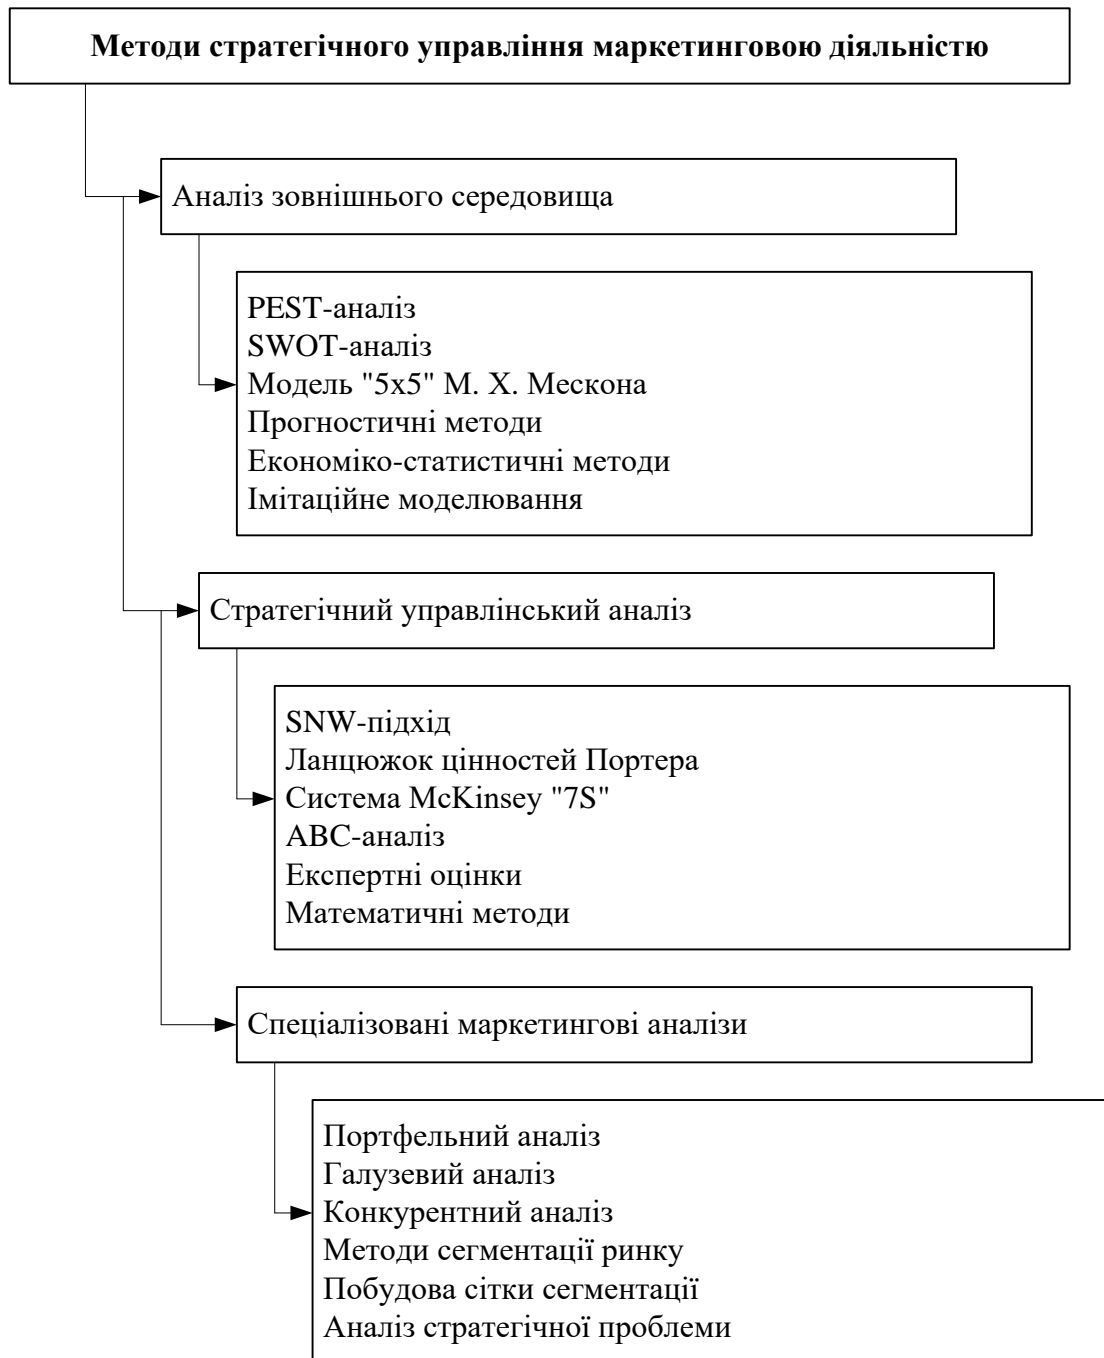 Методи стратегічного управління маркетинговою діяльністю
Аналіз зовнішнього середовища
PEST-аналіз
SWOT-аналіз
Модель "5х5" М. Х. Мескона
Прогностичні методи
Економіко-статистичні методи
Імітаційне моделювання
Стратегічний управлінський аналіз
SNW-підхід
Ланцюжок цінностей Портера
Система McKinsey "7S"
АВС-аналіз
Експертні оцінки
Математичні методи
Спеціалізовані маркетингові аналізи
Портфельний аналіз
Галузевий аналіз
Конкурентний аналіз
Методи сегментації ринку
Побудова сітки сегментації
Аналіз стратегічної проблеми